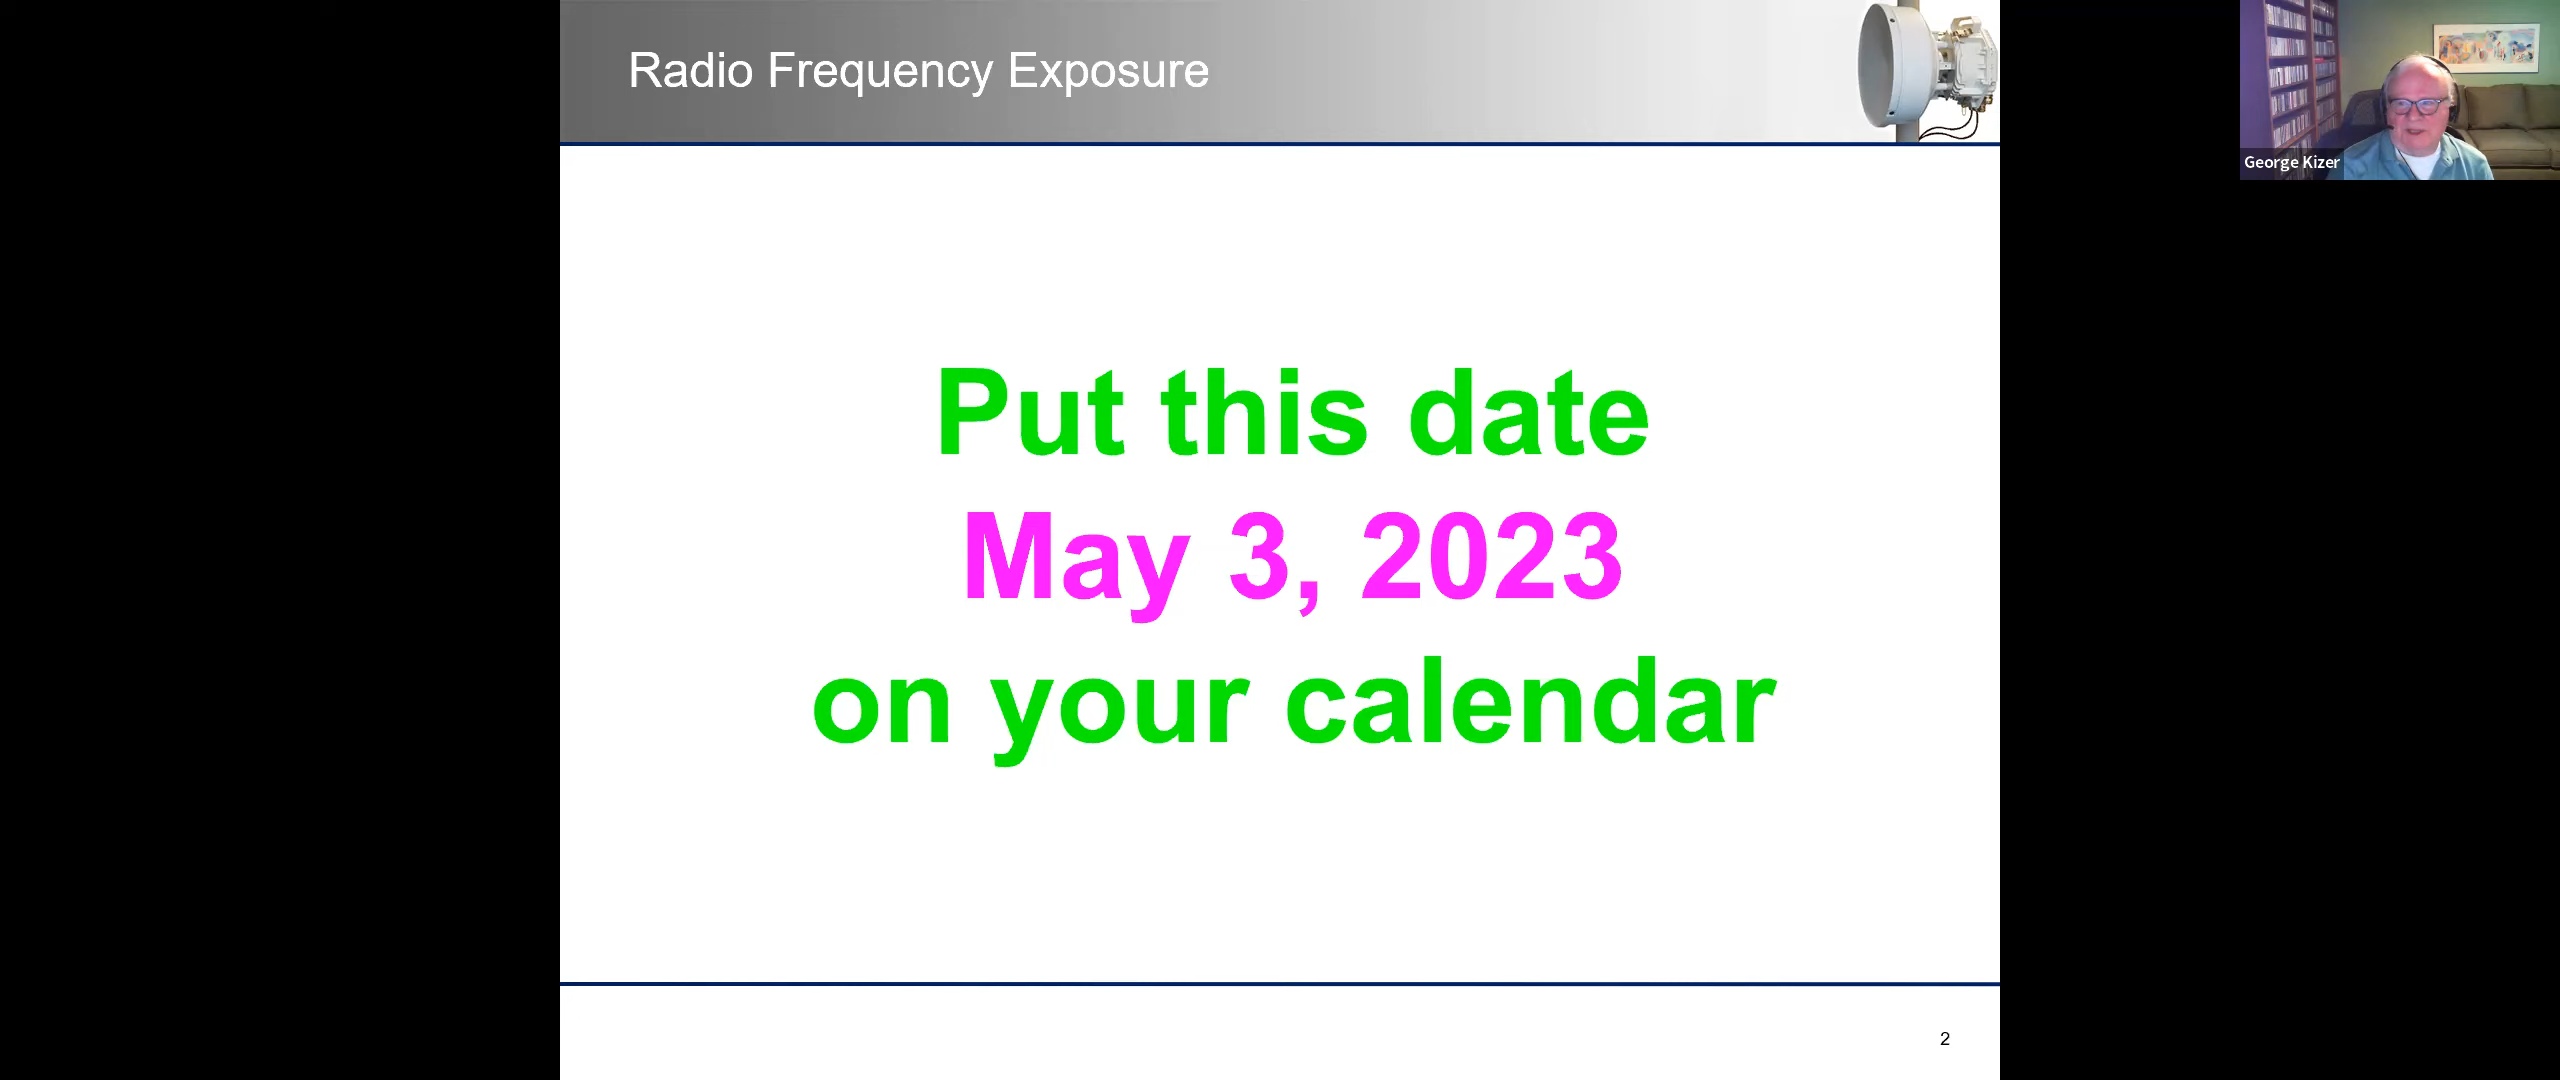 Radio Frequency Exposure
George Kizer
Put this date
May 3, 2023
on your calendar
2